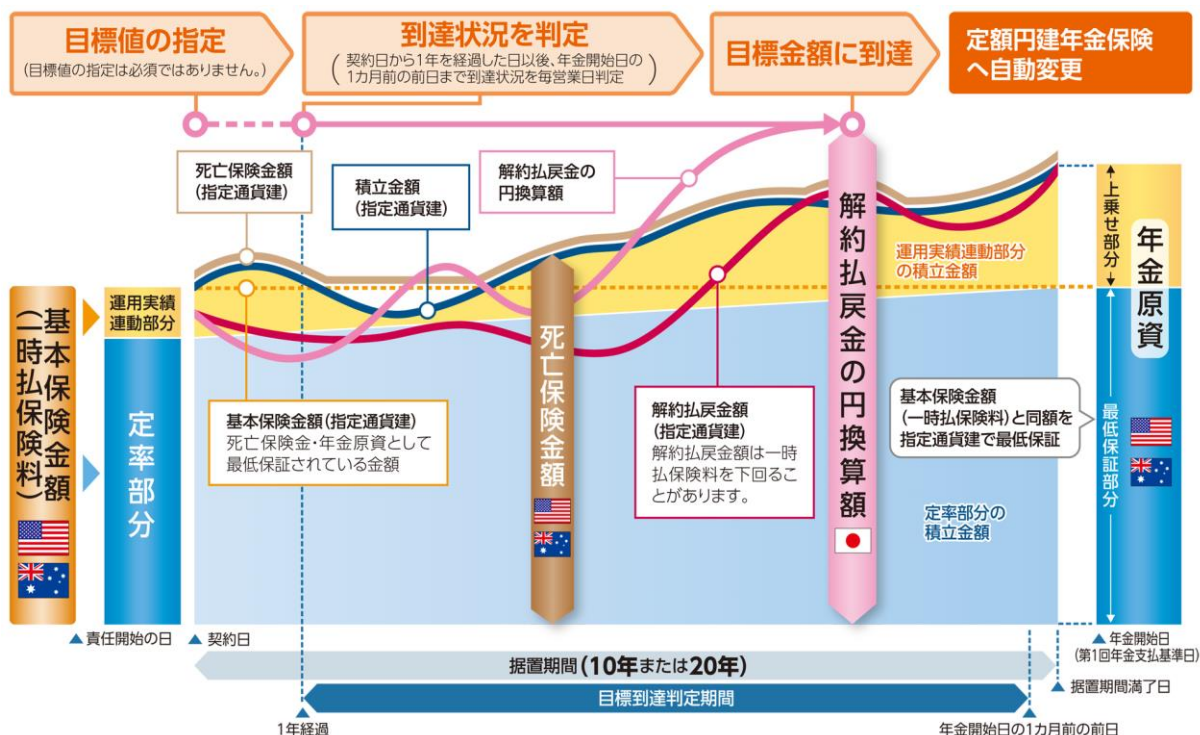 目標値の指定
(目標値の指定は必須ではありません。)
到達状況を判定
(契約日から1年を経過した日以後、年金開始日の
1カ月前の前日まで到達状況を毎営業日判定)
目標金額に到達
定額円建年金保険
へ自動変更
死亡保険金額
(指定通貨建)
積立金額
(指定通貨建)
解約払戻金の
円換算額
運用実績連動部分
の積立金額
上乗せ部分
年金原資
基本保険金額
(一時払保険料)
運用実績
連動部分
定率部分
死亡保険金額
解約払戻金の円換算額
基本保険金額(指定通貨建)
死亡保険金・年金原資として
最低保証されている金額
解約払戻金額
(指定通貨建)
解約払戻金額は一時
払保険料を下回るこ
とがあります。
基本保険金額
(一時払保険料)と同額を
指定通貨建で最低保証
最低保証部分
定率部分の
積立金額
▲責任開始の日
▲契約日
▲年金開始日
(第1回年金支払基準日)
据置期間(10年または20年)
▲据置期間満了日
目標到達判定期間
▲
1年経過
▲
年金開始日の1カ月前の前日